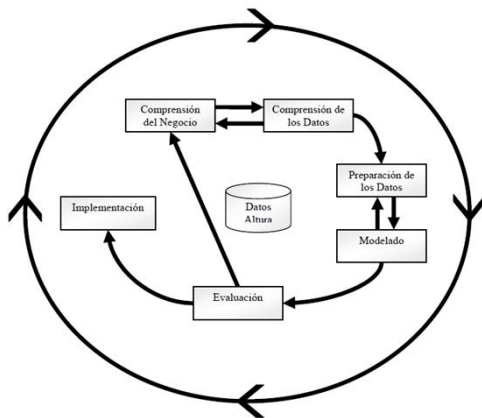 Comprensión
del Negocio
Comprensión de
los Datos
Preparación de
los Datos
Implementación
Datos
Altura
Modelado
Evaluación